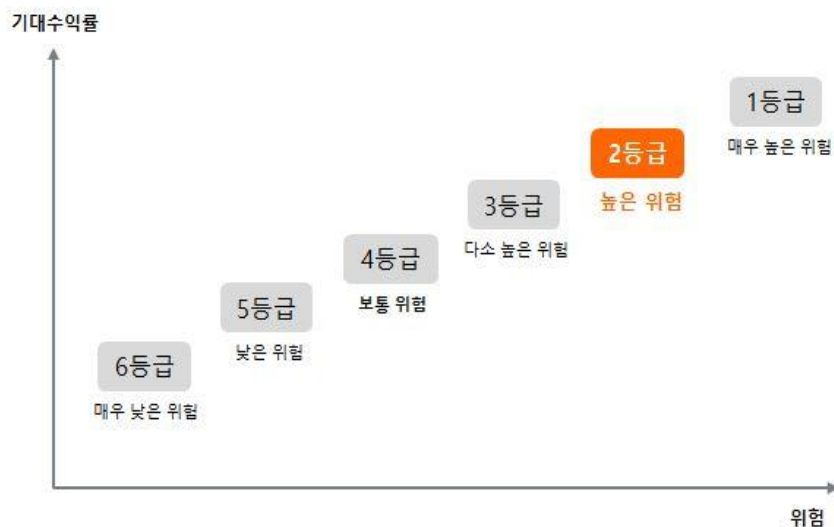 기대수익률
1등급
매우 높은 위험
2등급
높은 위험
3등급
다소 높은 위험
4등급
보통 위험
5등급
낮은 위험
6등급
매우 낮은 위험
위험